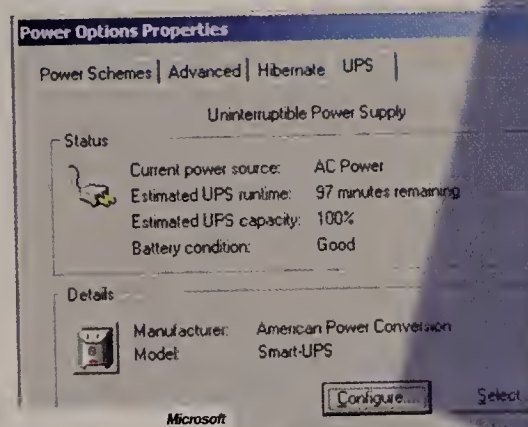 Power Options Properties
Power Schemes Advanced Hibernate UPS
Uninterruptible Power Supply
Status
Current power source: AC Power
Estimated UPS runtime: 97 minutes remaining
Estimated UPS capacity: 100%
Battery condition: Good
Details
Manufacturer: American Power Conversion
Model: Smart-UPS
Configure... Select
Microsoft